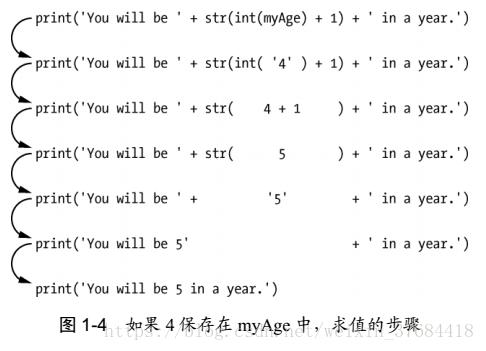 print('You will be ' + str(int(myAge) + 1) + ' in a year.')
print('You will be ' + str(int( '4' ) + 1) + ' in a year.')
print('You will be ' + str( 4 + 1 ) + ' in a year.')
print('You will be ' + str( 5 ) + ' in a year.')
print('You will be ' + '5' + ' in a year.')
print('You will be 5' + ' in a year.')
print('You will be 5 in a year.')
图 1-4 如果 4 保存在 myAge 中，求值的步骤
https://blog.csdn.net/weixin_37684418